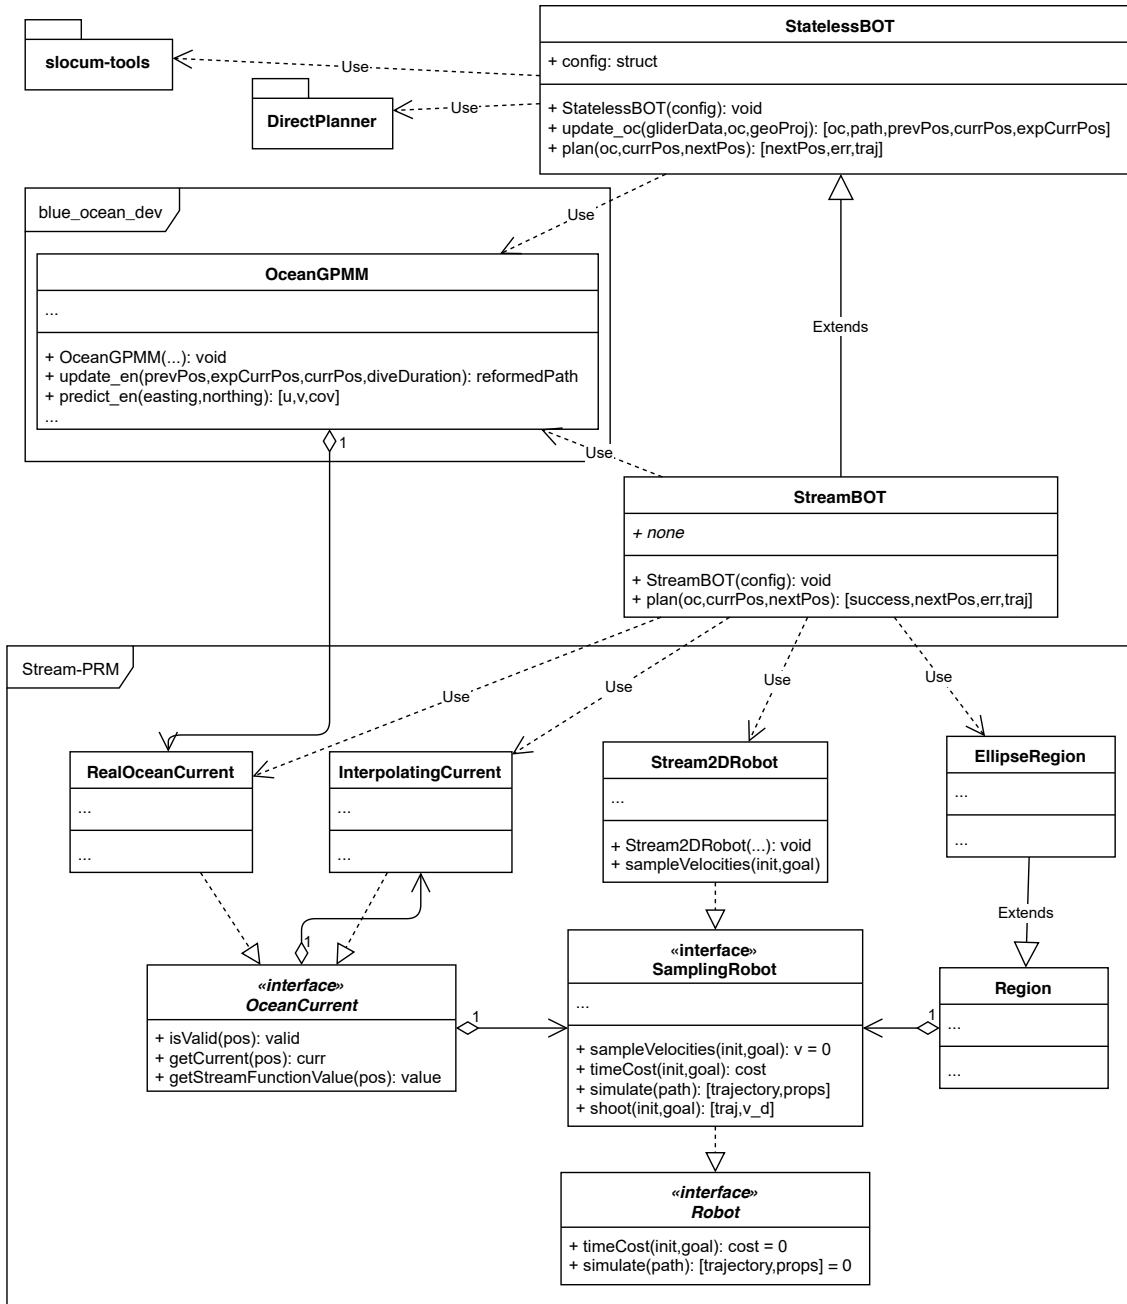 StatelessBOT
+ config: struct
+ StatelessBOT(config): void
+ update_oc(gliderData,oc,geoProj): [oc,path,prevPos,currPos,expCurrPos]
+ plan(oc,currPos,nextPos): [nextPos,err,traj]
slocum-tools
Use
DirectPlanner
Use
blue_ocean_dev
Use
OceanGPMM
...
+ OceanGPMM(...): void
+ update_en(prevPos,expCurrPos,currPos,diveDuration): reformedPath
+ predict_en(easting,northing): [u,v,cov]
...
Extends
1
Use
StreamBOT
+ none
+ StreamBOT(config): void
+ plan(oc,currPos,nextPos): [success,nextPos,err,traj]
Stream-PRM
Use
Use
Use
Use
RealOceanCurrent
...
...
InterpolatingCurrent
...
...
Stream2DRobot
...
+ Stream2DRobot(...): void
+ sampleVelocities(init,goal)
EllipseRegion
...
...
Extends
1
«interface»
OceanCurrent
+ isValid(pos): valid
+ getCurrent(pos): curr
+ getStreamFunctionValue(pos): value
1
«interface»
SamplingRobot
...
+ sampleVelocities(init,goal): v = 0
+ timeCost(init,goal): cost
+ simulate(path): [trajectory,props]
+ shoot(init,goal): [traj,v_d]
1
Region
...
...
«interface»
Robot
+ timeCost(init,goal): cost = 0
+ simulate(path): [trajectory,props] = 0